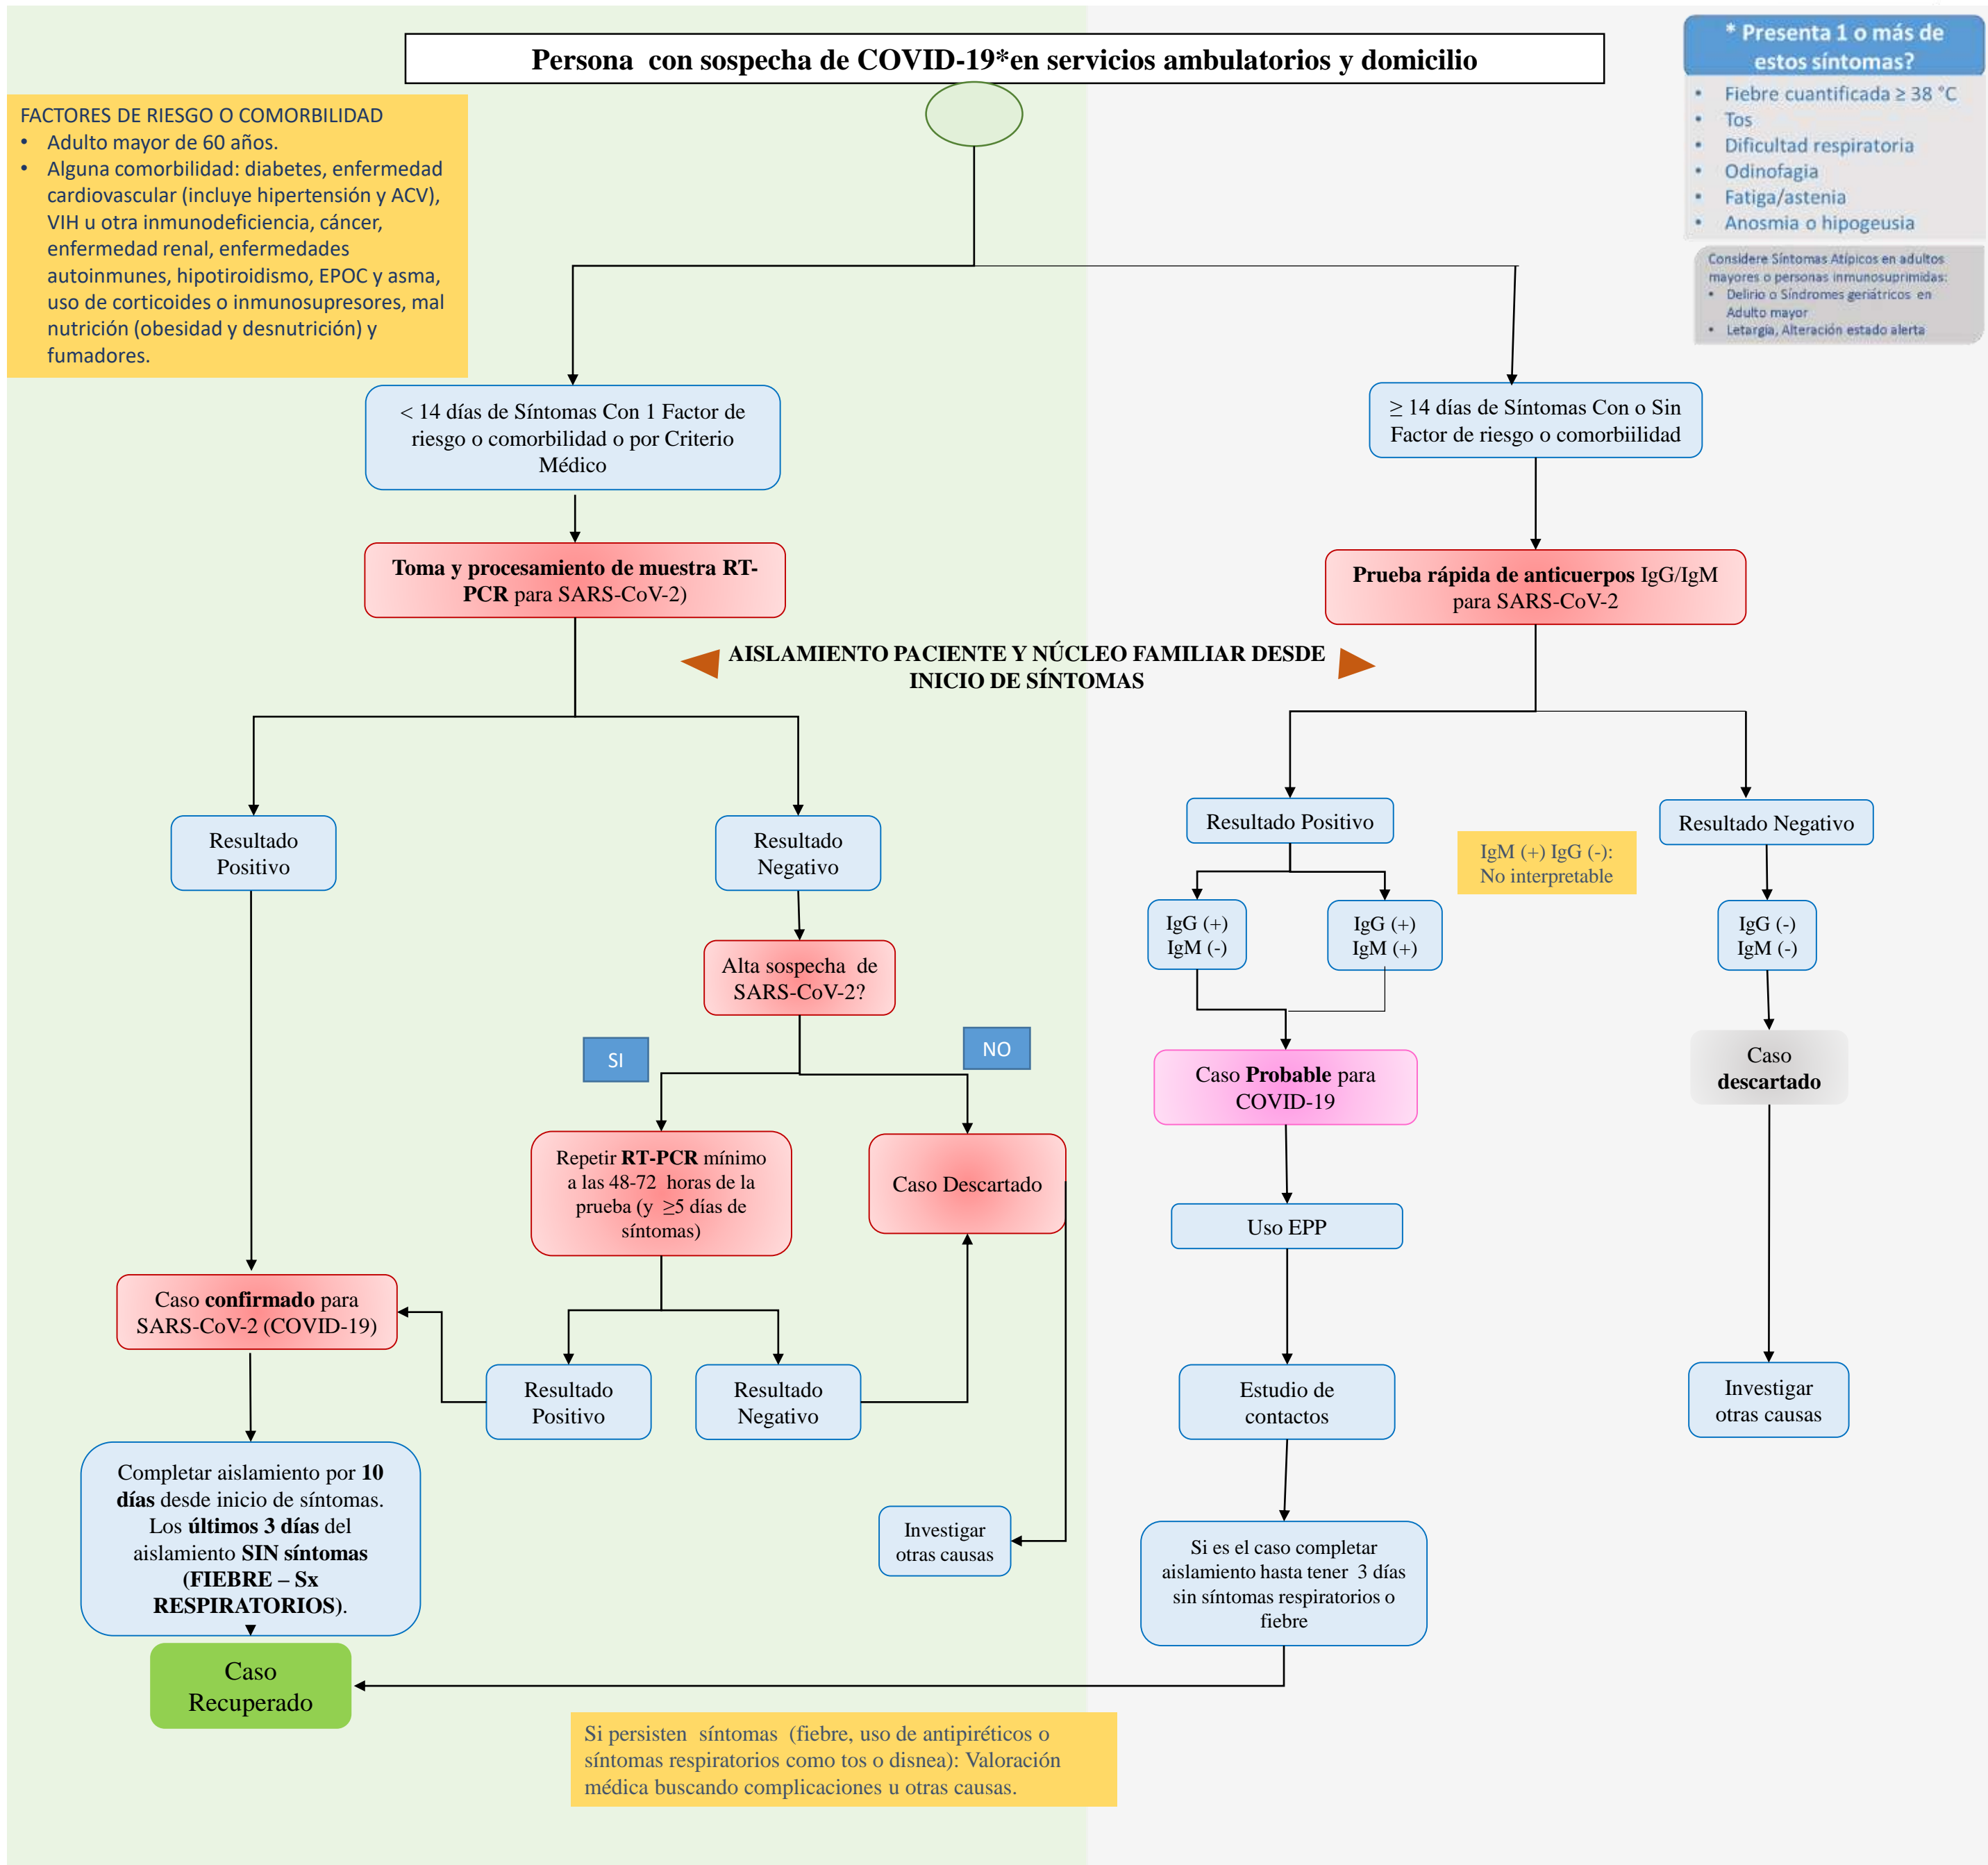 Persona  con sospecha de COVID-19*en servicios ambulatorios y domicilio
* Presenta 1 o más de
estos síntomas?
• Fiebre cuantificada ≥ 38 °C
• Tos
• Dificultad respiratoria
• Odinofagia
• Fatiga/astenia
• Anosmia o hipogeusia
Considere Síntomas Atípicos en adultos
mayores o personas inmunosuprimidas:
• Delirio o Síndromes geriátricos en
Adulto mayor
• Letargia, Alteración estado alerta
FACTORES DE RIESGO O COMORBILIDAD
• Adulto mayor de 60 años.
• Alguna comorbilidad: diabetes, enfermedad
cardiovascular (incluye hipertensión y ACV),
VIH u otra inmunodeficiencia, cáncer,
enfermedad renal, enfermedades
autoinmunes, hipotiroidismo, EPOC y asma,
uso de corticoides o inmunosupresores, mal
nutrición (obesidad y desnutrición) y
fumadores.
< 14 días de Síntomas Con 1 Factor de
riesgo o comorbilidad o por Criterio
Médico
≥ 14 días de Síntomas Con o Sin
Factor de riesgo o comorbiilidad
Toma y procesamiento de muestra RT-
PCR para SARS-CoV-2)
Prueba rápida de anticuerpos IgG/IgM
para SARS-CoV-2
AISLAMIENTO PACIENTE Y NÚCLEO FAMILIAR DESDE
INICIO DE SÍNTOMAS
Resultado
Positivo
Resultado
Negativo
Resultado Positivo
IgM (+) IgG (-):
No interpretable
Resultado Negativo
IgG (+)
IgM (-)
IgG (+)
IgM (+)
IgG (-)
IgM (-)
Alta sospecha  de
SARS-CoV-2?
SI
NO
Caso Probable para
COVID-19
Caso
descartado
Repetir RT-PCR mínimo
a las 48-72  horas de la
prueba (y  ≥5 días de
síntomas)
Caso Descartado
Uso EPP
Caso confirmado para
SARS-CoV-2 (COVID-19)
Resultado
Positivo
Resultado
Negativo
Estudio de
contactos
Investigar
otras causas
Completar aislamiento por 10
días desde inicio de síntomas.
Los últimos 3 días del
aislamiento SIN síntomas
(FIEBRE – Sx
RESPIRATORIOS).
Investigar
otras causas
Si es el caso completar
aislamiento hasta tener  3 días
sin síntomas respiratorios o
fiebre
Caso
Recuperado
Si persisten  síntomas  (fiebre, uso de antipiréticos o
síntomas respiratorios como tos o disnea): Valoración
médica buscando complicaciones u otras causas.